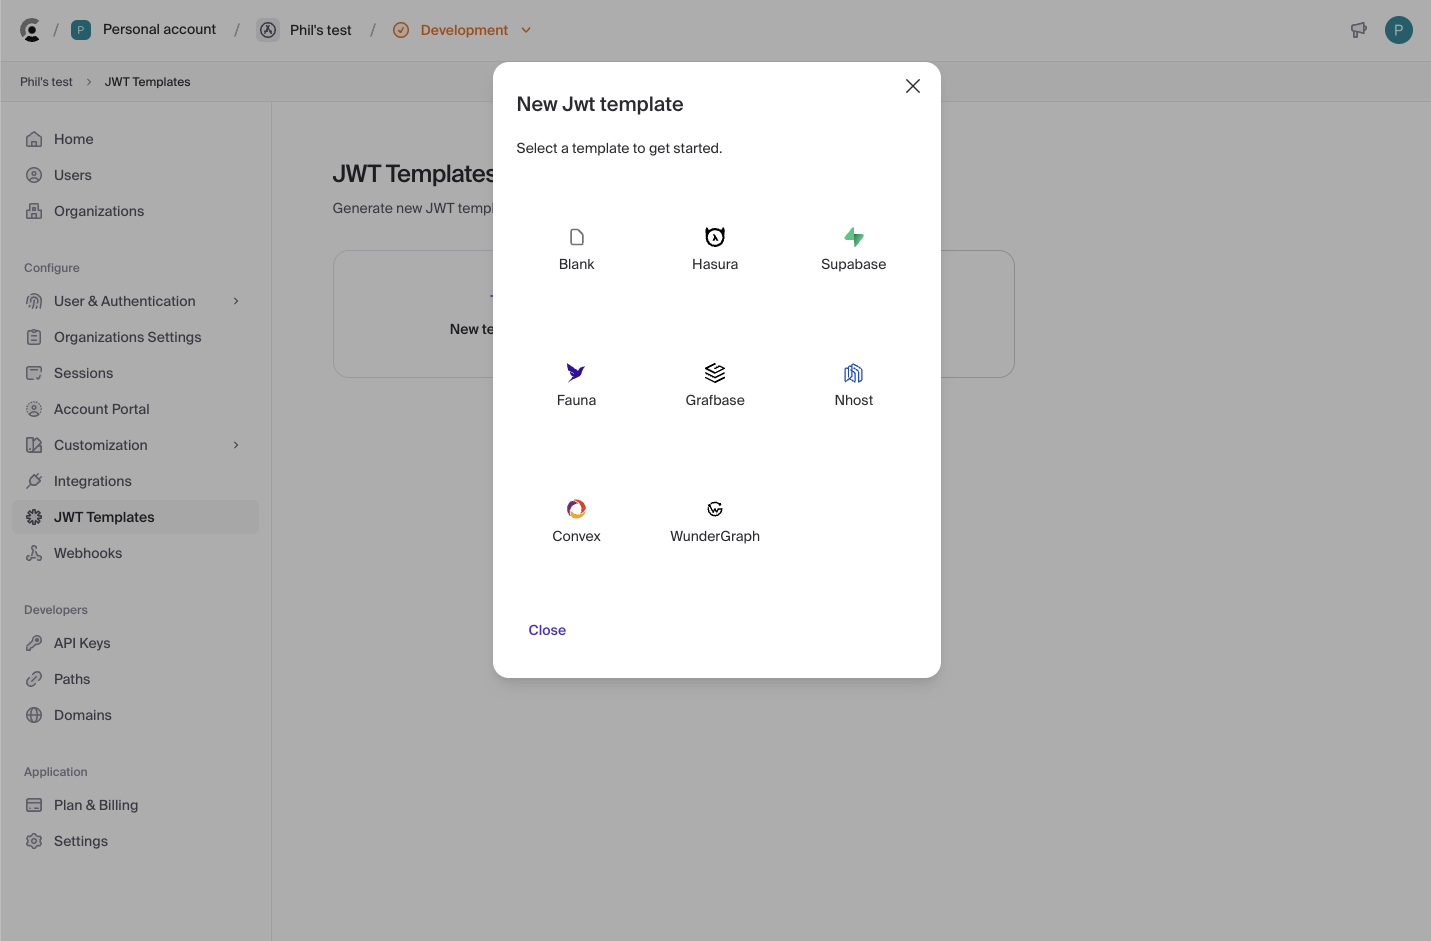 P Personal account / Phil's test / Development
P
Phil's test > JWT Templates
Home
Users
Organizations
Configure
User & Authentication
Organizations Settings
Sessions
Account Portal
Customization
Integrations
JWT Templates
Webhooks
Developers
API Keys
Paths
Domains
Application
Plan & Billing
Settings
JWT Templates
Generate new JWT templ
New te
New Jwt template
Select a template to get started.
Blank
Hasura
Supabase
Fauna
Grafbase
Nhost
Convex
WunderGraph
Close